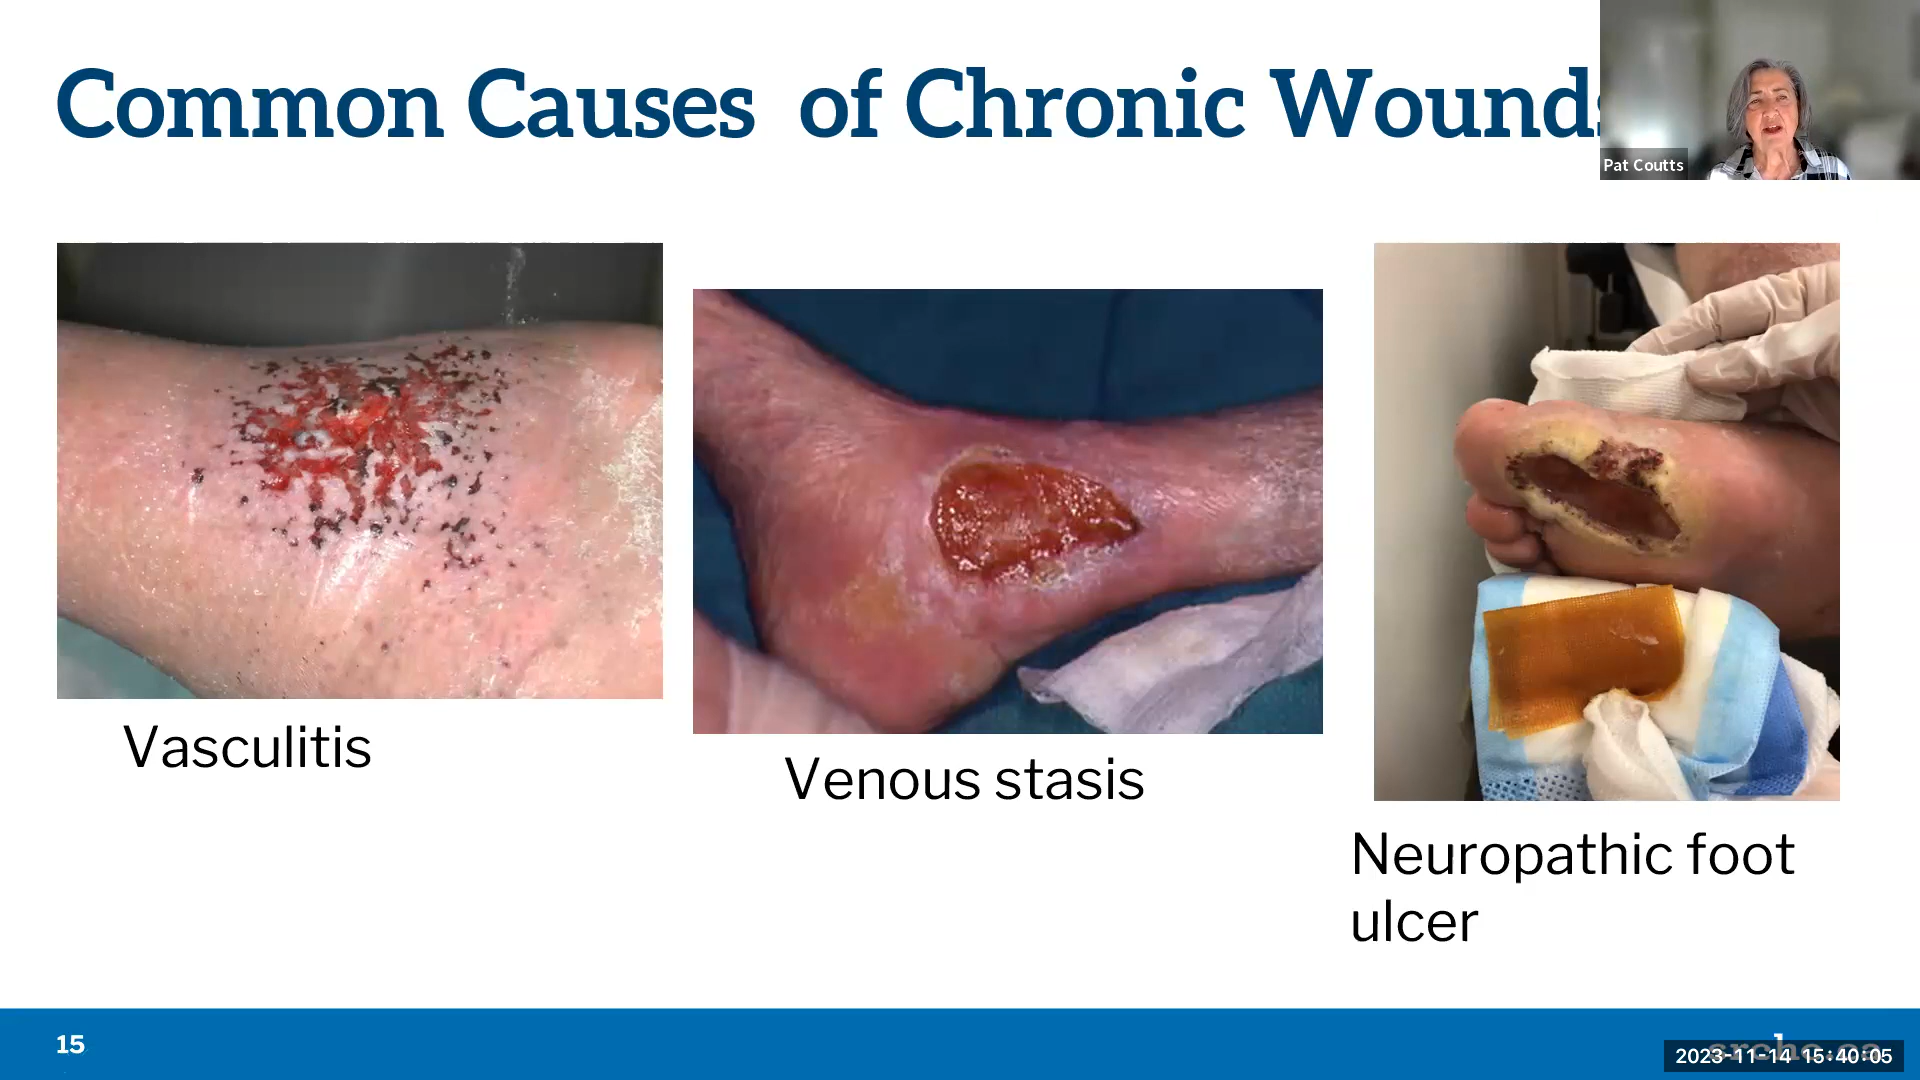 Common Causes of Chronic Wounds
Pat Coutts
Vasculitis
Venous stasis
Neuropathic foot
ulcer
15
2023-11-14 15:40:05